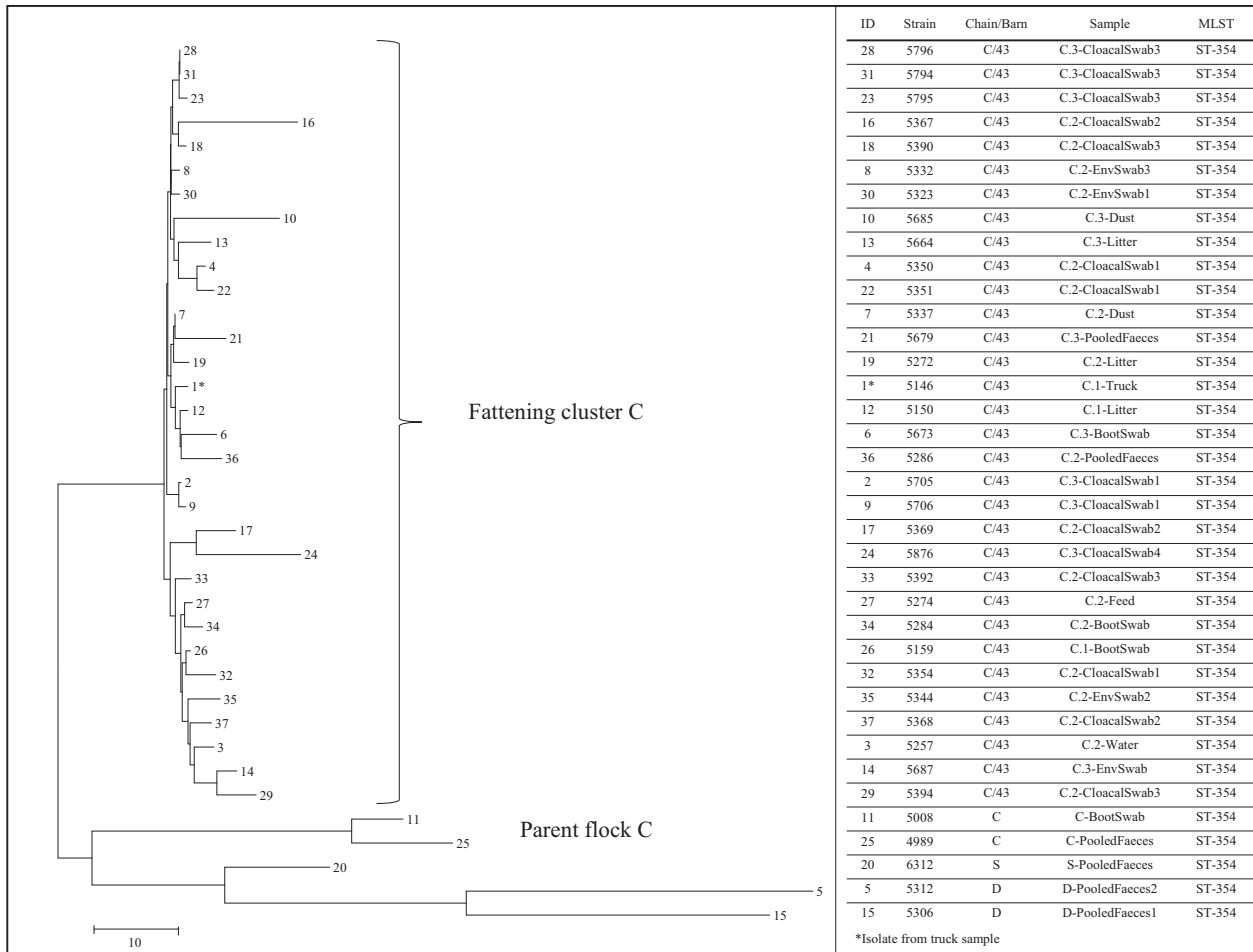 28
31
23
16
18
8
30
10
13
4
22
7
21
19
1*
12
6
36
2
9
17
24
33
27
34
26
32
35
37
3
14
29
11
25
20
5
15
Fattening cluster C
Parent flock C
10
ID Strain Chain/Barn Sample MLST
28 5796 C/43 C.3-CloacalSwab3 ST-354
31 5794 C/43 C.3-CloacalSwab3 ST-354
23 5795 C/43 C.3-CloacalSwab3 ST-354
16 5367 C/43 C.2-CloacalSwab2 ST-354
18 5390 C/43 C.2-CloacalSwab3 ST-354
8 5332 C/43 C.2-EnvSwab3 ST-354
30 5323 C/43 C.2-EnvSwab1 ST-354
10 5685 C/43 C.3-Dust ST-354
13 5664 C/43 C.3-Litter ST-354
4 5350 C/43 C.2-CloacalSwab1 ST-354
22 5351 C/43 C.2-CloacalSwab1 ST-354
7 5337 C/43 C.2-Dust ST-354
21 5679 C/43 C.3-PooledFaeces ST-354
19 5272 C/43 C.2-Litter ST-354
1* 5146 C/43 C.1-Truck ST-354
12 5150 C/43 C.1-Litter ST-354
6 5673 C/43 C.3-BootSwab ST-354
36 5286 C/43 C.2-PooledFaeces ST-354
2 5705 C/43 C.3-CloacalSwab1 ST-354
9 5706 C/43 C.3-CloacalSwab1 ST-354
17 5369 C/43 C.2-CloacalSwab2 ST-354
24 5876 C/43 C.3-CloacalSwab4 ST-354
33 5392 C/43 C.2-CloacalSwab3 ST-354
27 5274 C/43 C.2-Feed ST-354
34 5284 C/43 C.2-BootSwab ST-354
26 5159 C/43 C.1-BootSwab ST-354
32 5354 C/43 C.2-CloacalSwab1 ST-354
35 5344 C/43 C.2-EnvSwab2 ST-354
37 5368 C/43 C.2-CloacalSwab2 ST-354
3 5257 C/43 C.2-Water ST-354
14 5687 C/43 C.3-EnvSwab ST-354
29 5394 C/43 C.2-CloacalSwab3 ST-354
11 5008 C C-BootSwab ST-354
25 4989 C C-PooledFaeces ST-354
20 6312 S S-PooledFaeces ST-354
5 5312 D D-PooledFaeces2 ST-354
15 5306 D D-PooledFaeces1 ST-354
*Isolate from truck sample